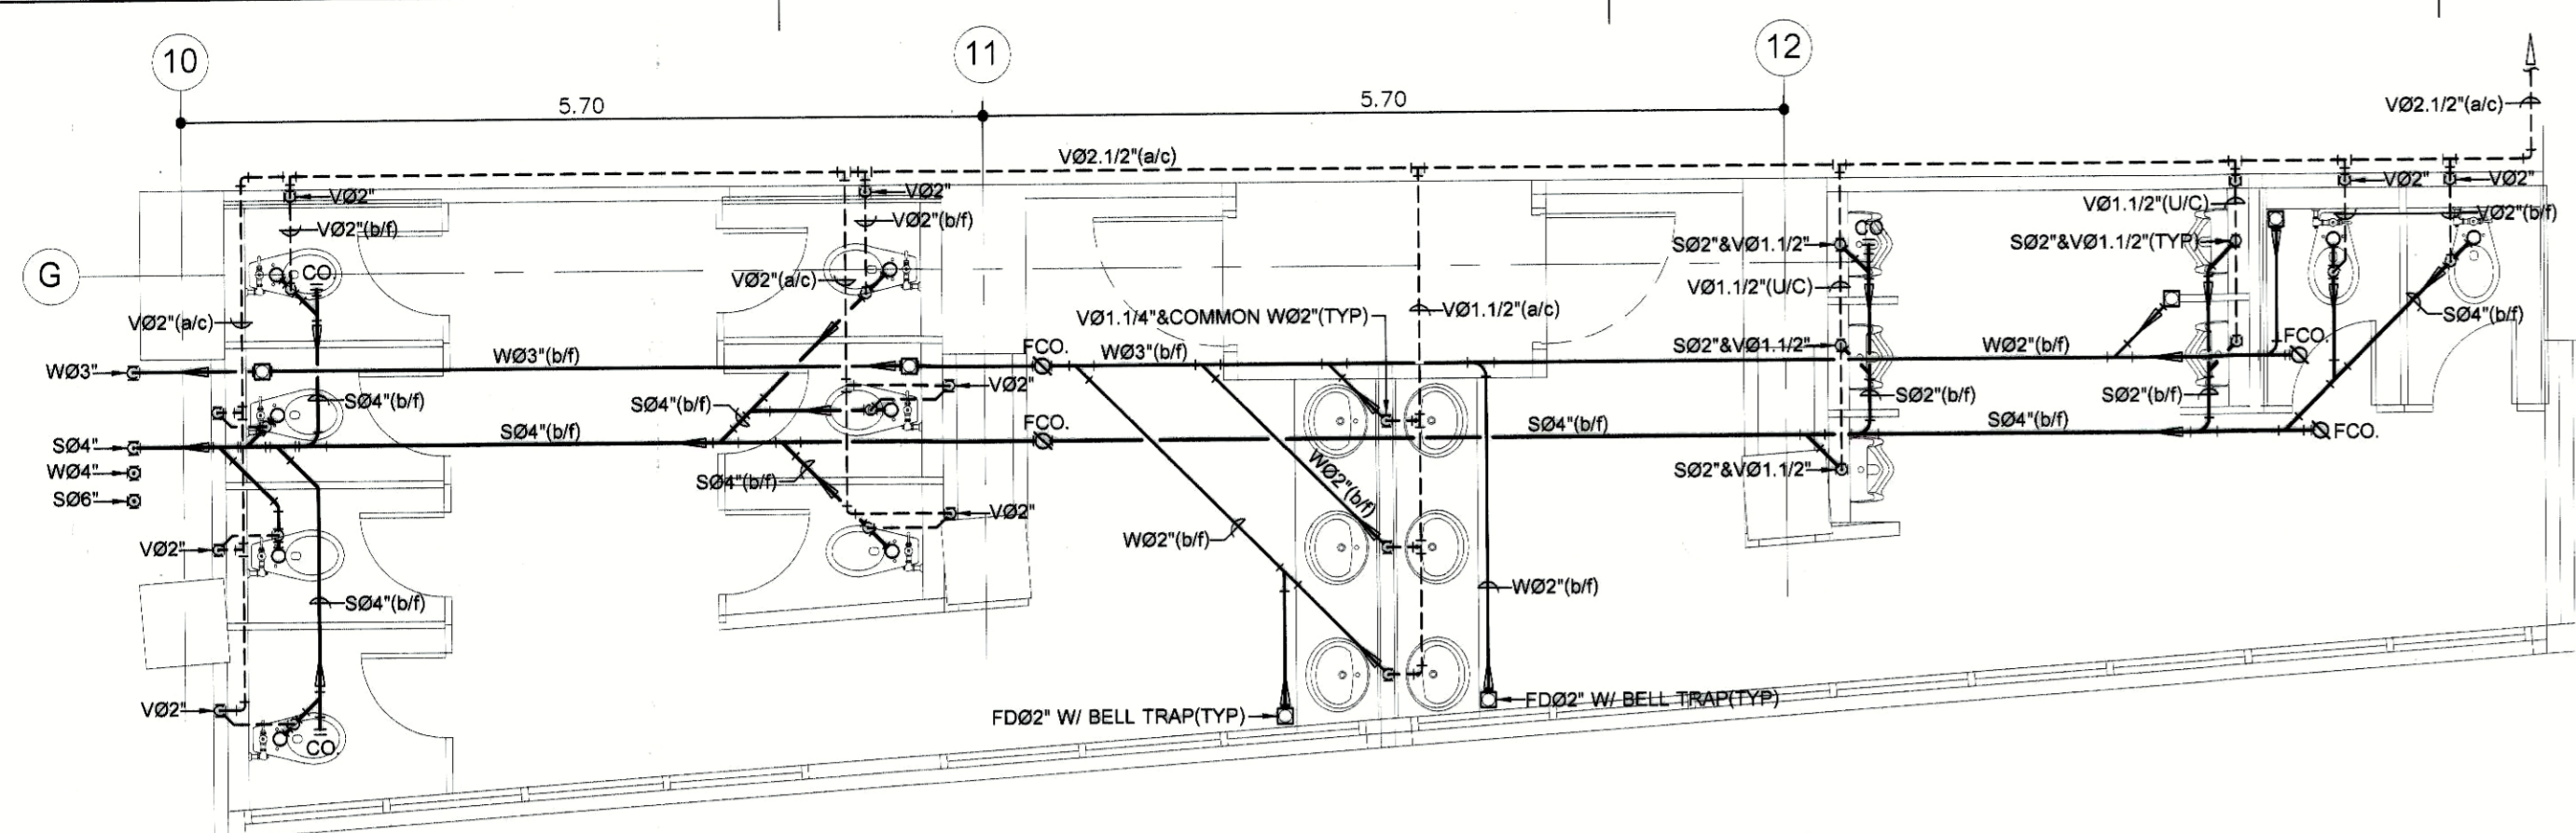 10
11
12
5.70
5.70
VØ2.1/2"(a/c)
VØ2.1/2"(a/c)
VØ2"
VØ2"
VØ2"
VØ2"
VØ2"(b/f)
VØ2"(b/f)
VØ1.1/2"(U/C)
VØ2"(b/f)
SØ2"&VØ1.1/2"
CO
SØ2"&VØ1.1/2"(TYP)
G
CO.
VØ2"(a/c)
VØ1.1/2"(U/C)
VØ2"(a/c)
VØ1.1/4"&COMMON WØ2"(TYP)
VØ1.1/2"(a/c)
SØ4"(b/f)
FCO.
FCO.
WØ3"(b/f)
WØ3"(b/f)
SØ2"&VØ1.1/2"
WØ2"(b/f)
WØ3"
VØ2"
SØ4"(b/f)
SØ4"(b/f)
SØ2"(b/f)
SØ2"(b/f)
FCO.
SØ4"(b/f)
SØ4"(b/f)
SØ4"(b/f)
FCO.
SØ4"
WØ4"
SØ6"
SØ4"(b/f)
WØ2"(b/f)
SØ2"&VØ1.1/2"
VØ2"
VØ2"
WØ2"(b/f)
SØ4"(b/f)
WØ2"(b/f)
VØ2"
FDØ2" W/ BELL TRAP(TYP)
FDØ2" W/ BELL TRAP(TYP)
CO.